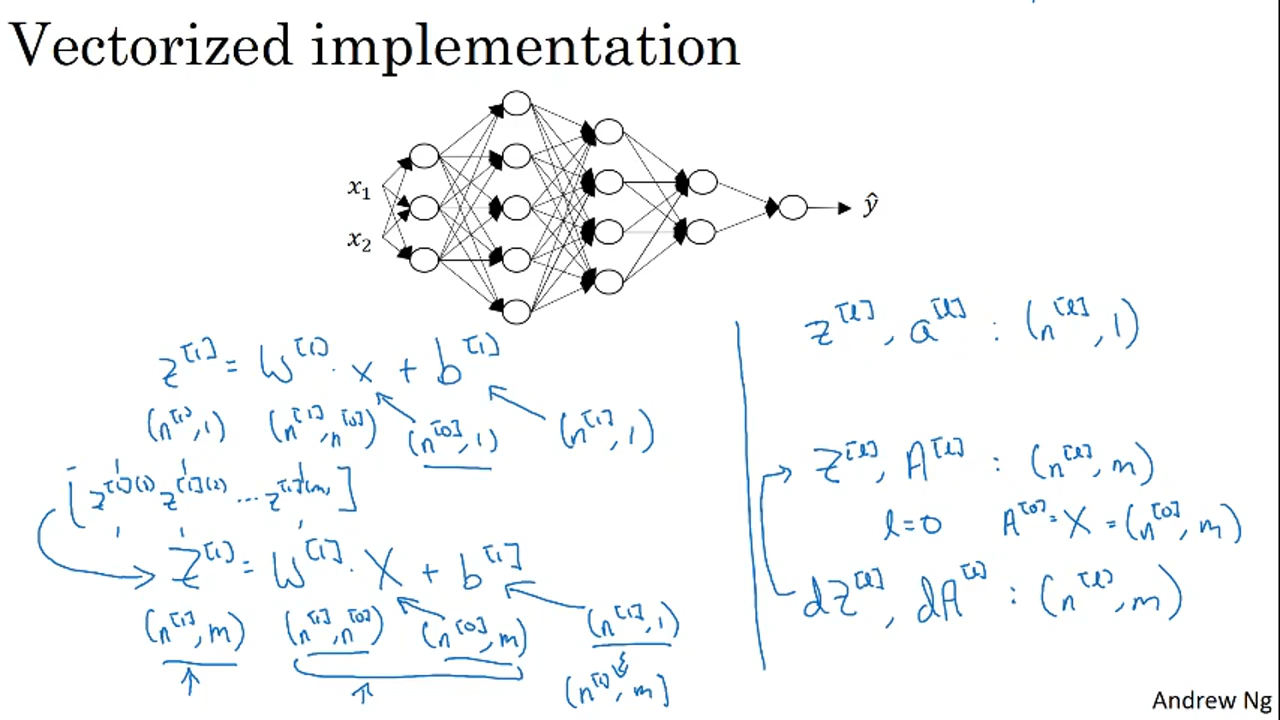 Vectorized implementation
x₁
x₂
ŷ
z^[1] = W^[1] · x + b^[1]
(n^[1], 1) (n^[1], n^[0]) (n^[0], 1) (n^[1], 1)
[z^[1](1) z^[1](2) ... z^[1](m)]
Z^[1] = W^[1] · X + b^[1]
(n^[1], m) (n^[1], n^[0]) (n^[0], m) (n^[1], 1)
(n^[1], m)
z^[l], a^[l] : (n^[l], 1)
Z^[l], A^[l] : (n^[l], m)
l=0 A^[0] = X = (n^[0], m)
dZ^[l], dA^[l] : (n^[l], m)
Andrew Ng